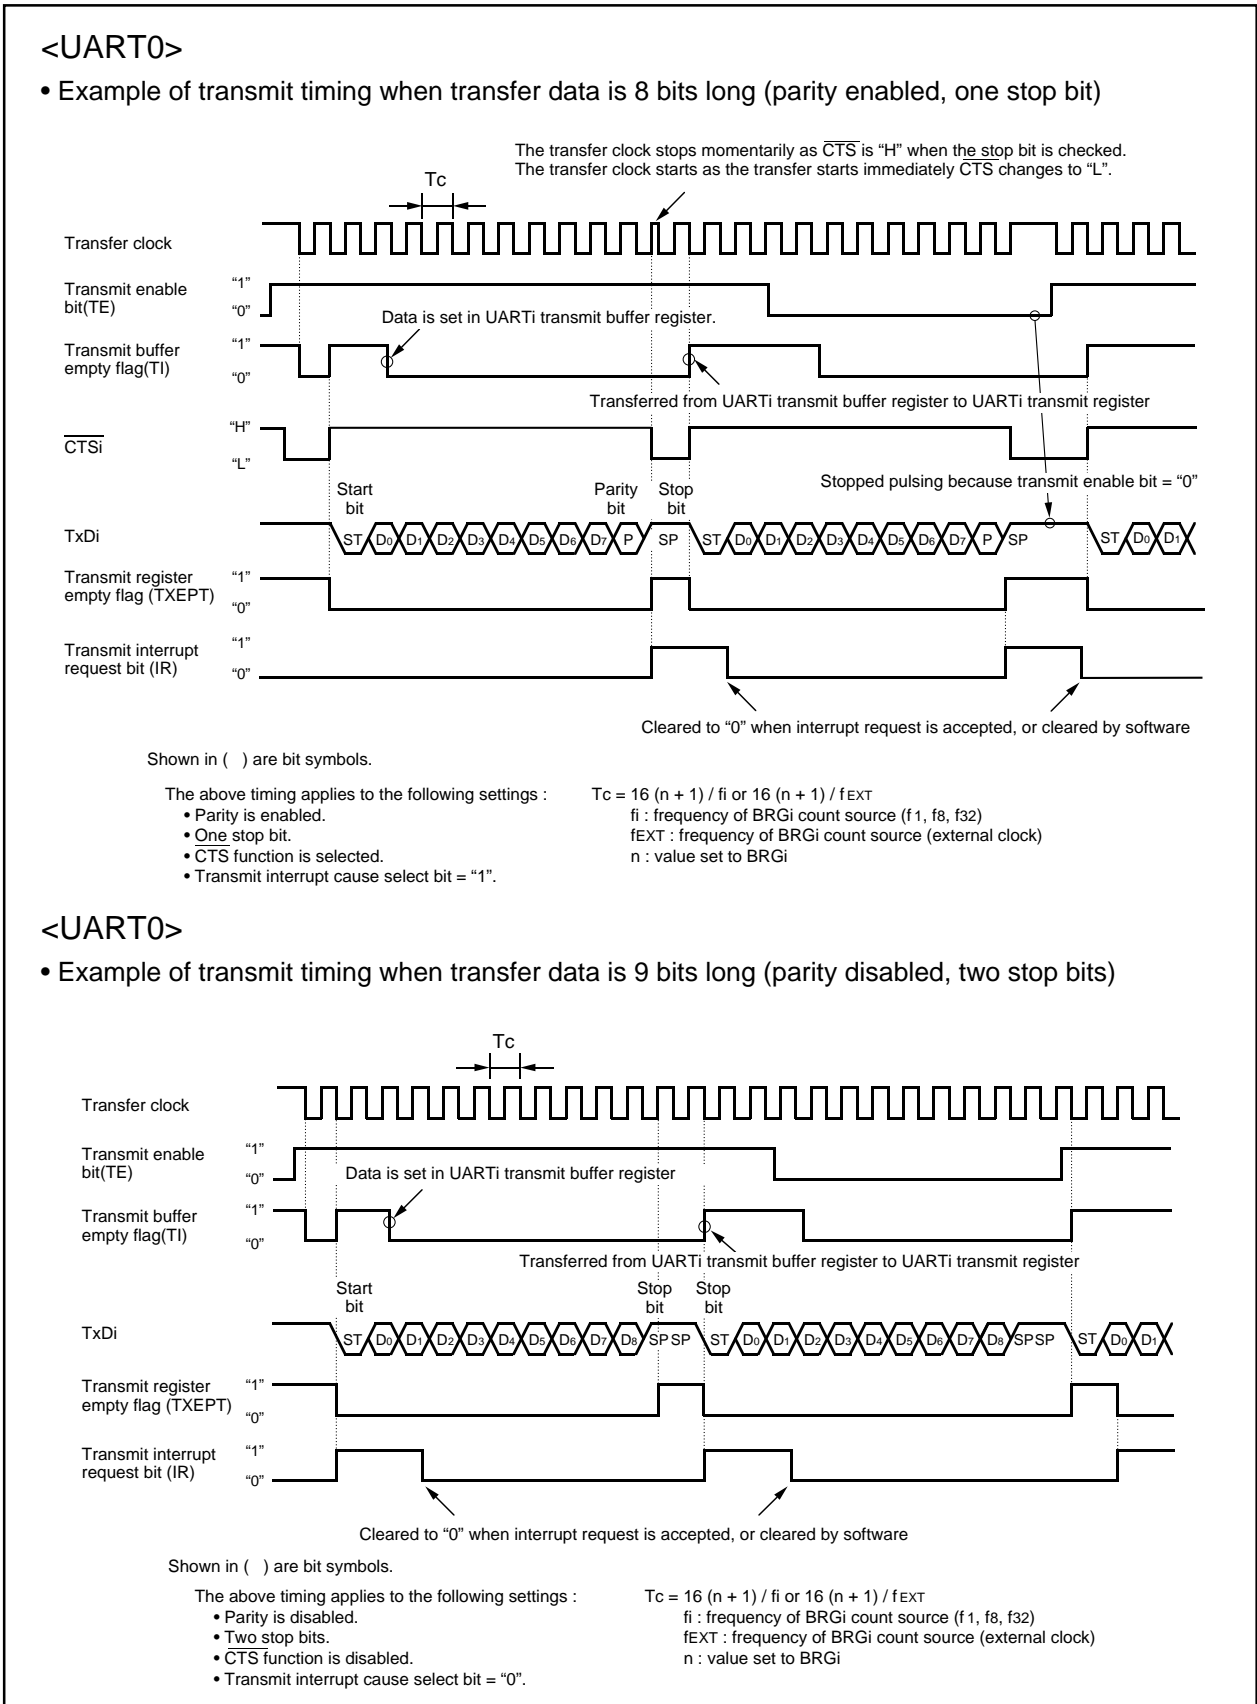 <UART0>
• Example of transmit timing when transfer data is 8 bits long (parity enabled, one stop bit)
The transfer clock stops momentarily as CTS is “H” when the stop bit is checked.
The transfer clock starts as the transfer starts immediately CTS changes to “L”.
Tc
Transfer clock
Transmit enable
bit(TE)
“1”
“0”
Data is set in UARTi transmit buffer register.
Transmit buffer
empty flag(TI)
“1”
“0”
Transferred from UARTi transmit buffer register to UARTi transmit register
CTSi
“H”
“L”
Stopped pulsing because transmit enable bit = “0”
Start
bit
Parity
bit
Stop
bit
TxDi
ST D0 D1 D2 D3 D4 D5 D6 D7 P SP ST D0 D1 D2 D3 D4 D5 D6 D7 P SP ST D0 D1
Transmit register
empty flag (TXEPT)
“1”
“0”
Transmit interrupt
request bit (IR)
“1”
“0”
Cleared to “0” when interrupt request is accepted, or cleared by software
Shown in ( ) are bit symbols.
The above timing applies to the following settings :
• Parity is enabled.
• One stop bit.
• CTS function is selected.
• Transmit interrupt cause select bit = “1”.
Tc = 16 (n + 1) / fi or 16 (n + 1) / fEXT
fi : frequency of BRGi count source (f1, f8, f32)
fEXT : frequency of BRGi count source (external clock)
n : value set to BRGi
<UART0>
• Example of transmit timing when transfer data is 9 bits long (parity disabled, two stop bits)
Tc
Transfer clock
Transmit enable
bit(TE)
“1”
“0”
Data is set in UARTi transmit buffer register
Transmit buffer
empty flag(TI)
“1”
“0”
Transferred from UARTi transmit buffer register to UARTi transmit register
Start
bit
Stop
bit
Stop
bit
TxDi
ST D0 D1 D2 D3 D4 D5 D6 D7 D8 SP SP ST D0 D1 D2 D3 D4 D5 D6 D7 D8 SP SP ST D0 D1
Transmit register
empty flag (TXEPT)
“1”
“0”
Transmit interrupt
request bit (IR)
“1”
“0”
Cleared to “0” when interrupt request is accepted, or cleared by software
Shown in ( ) are bit symbols.
The above timing applies to the following settings :
• Parity is disabled.
• Two stop bits.
• CTS function is disabled.
• Transmit interrupt cause select bit = “0”.
Tc = 16 (n + 1) / fi or 16 (n + 1) / fEXT
fi : frequency of BRGi count source (f1, f8, f32)
fEXT : frequency of BRGi count source (external clock)
n : value set to BRGi